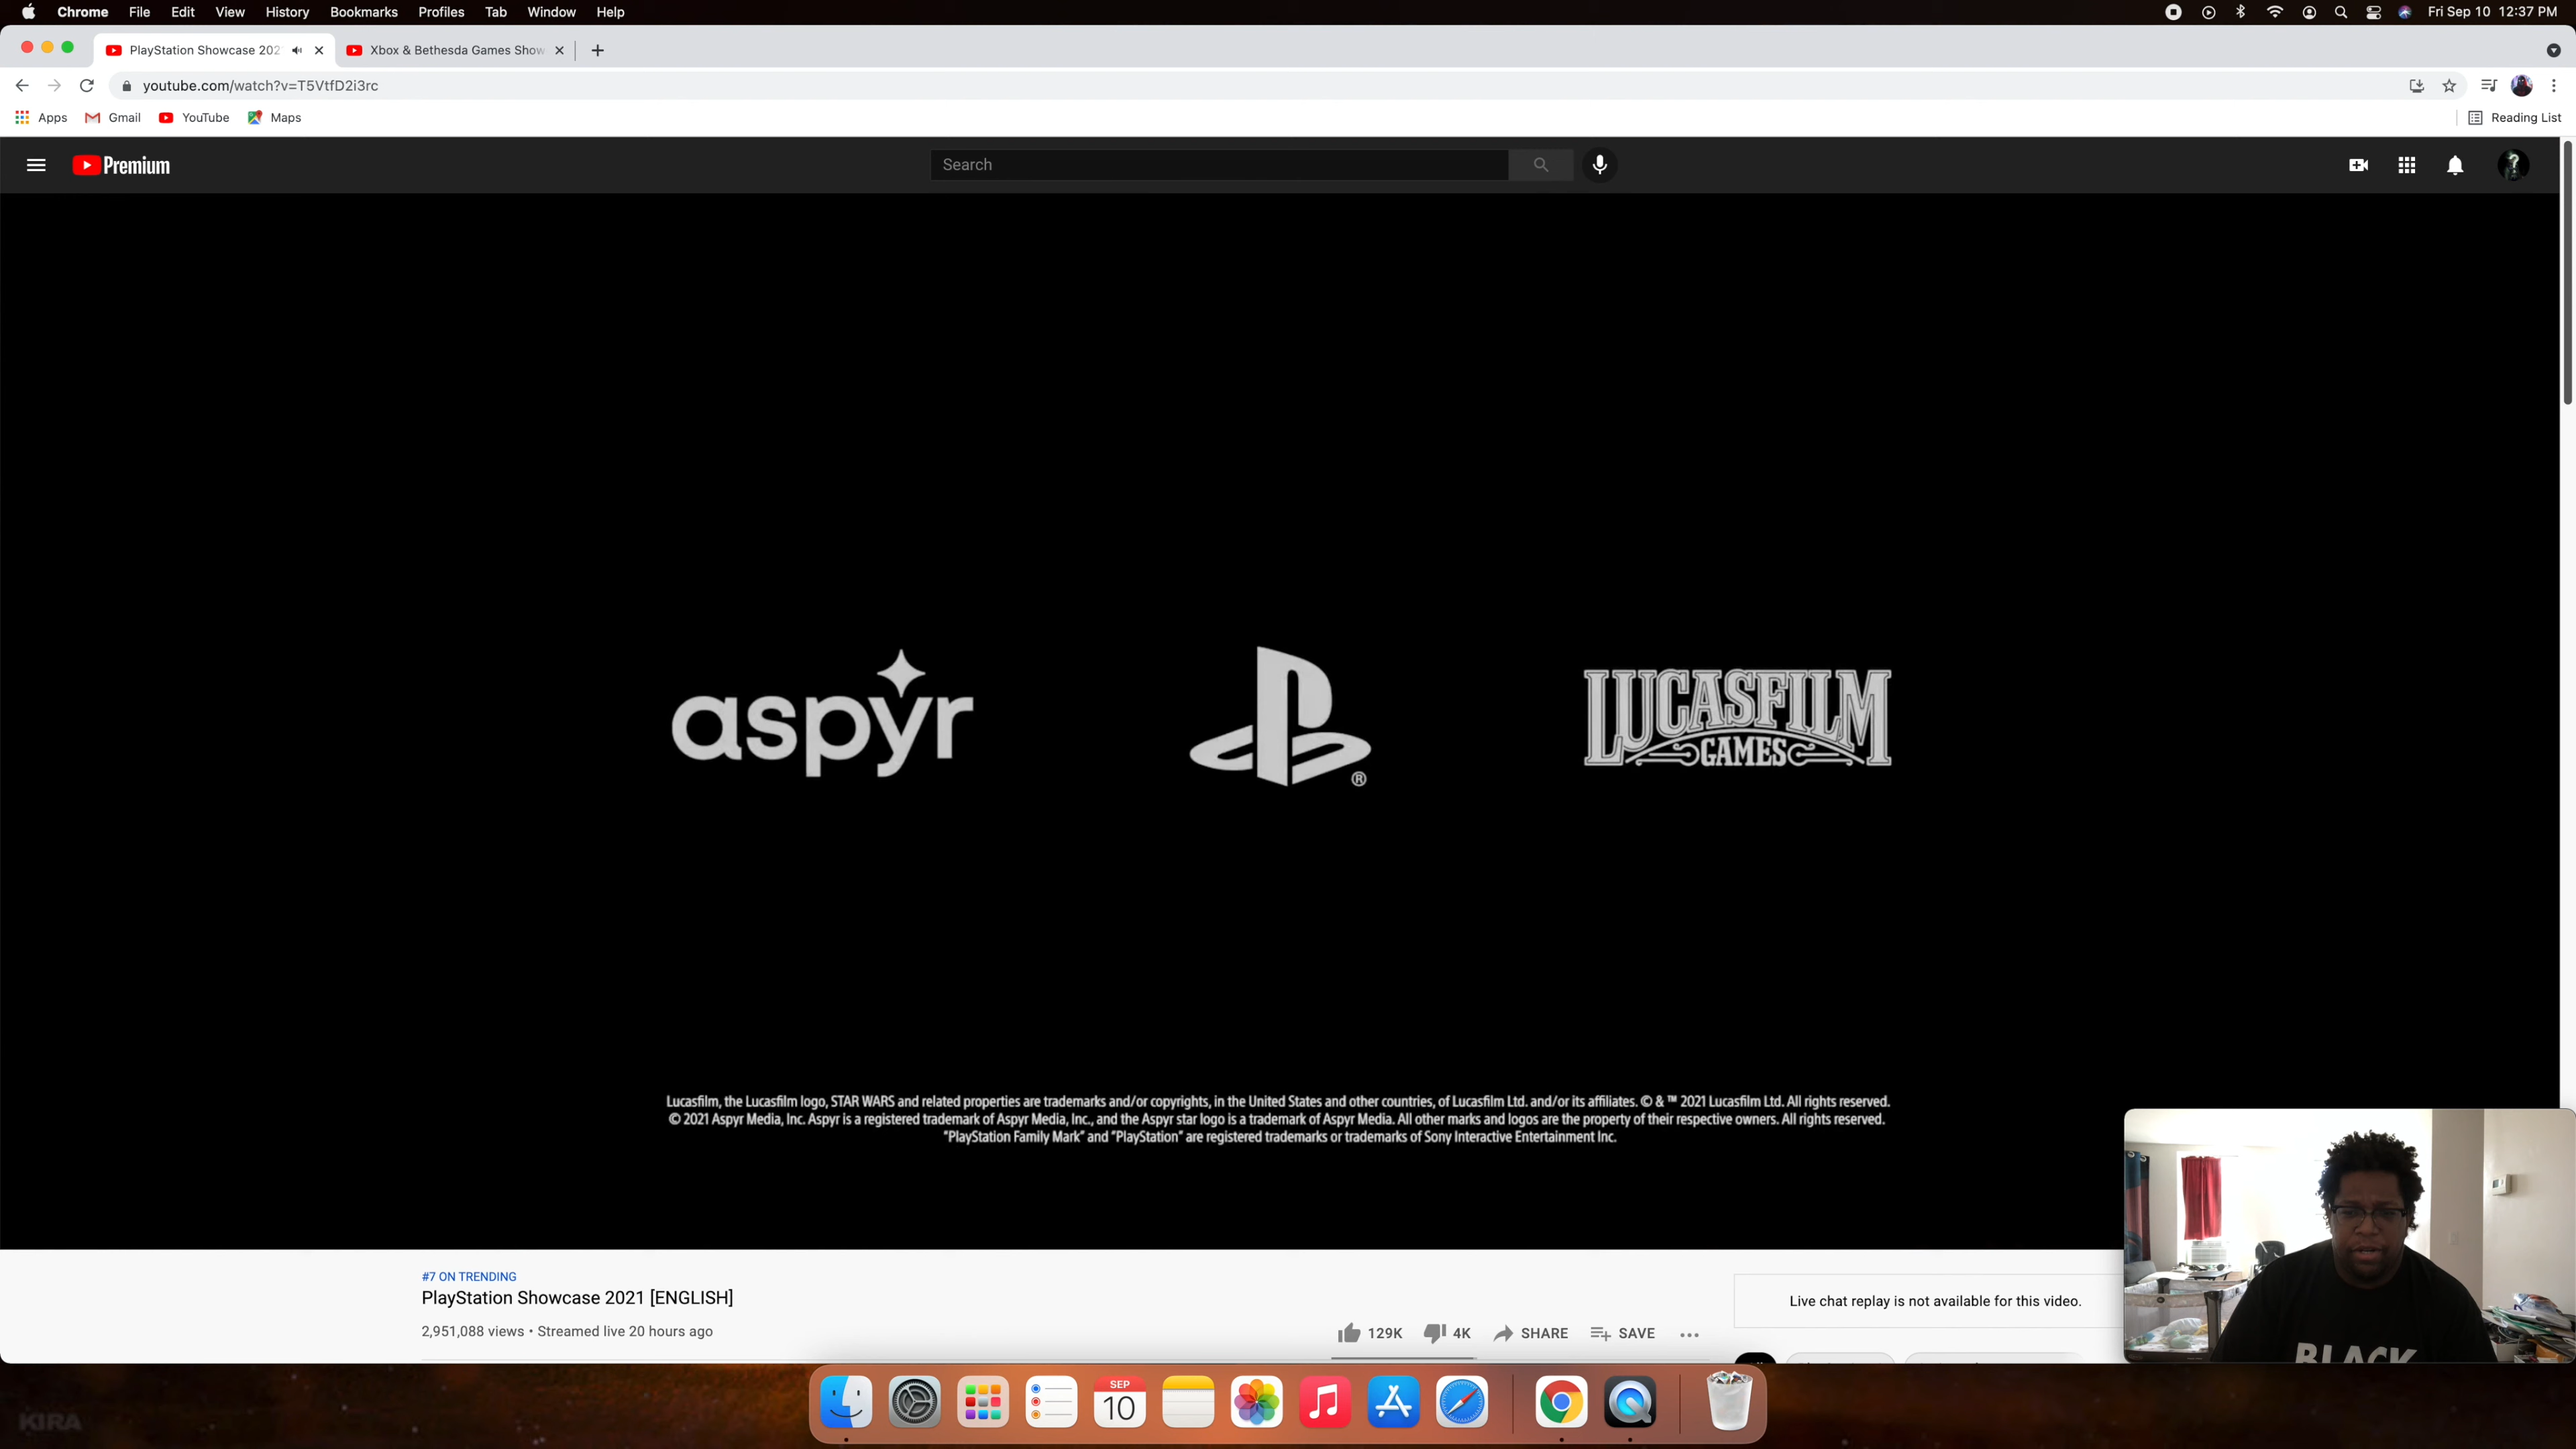 Chrome File Edit View History Bookmarks Profiles Tab Window Help Fri Sep 10 12:37 PM
PlayStation Showcase 202 Xbox & Bethesda Games Show
youtube.com/watch?v=T5VtfD2i3rc
Apps Gmail YouTube Maps Reading List
Premium Search
aspyr
LUCASFILM
GAMES
®
Lucasfilm, the Lucasfilm logo, STAR WARS and related properties are trademarks and/or copyrights, in the United States and other countries, of Lucasfilm Ltd. and/or its affiliates. © & ™ 2021 Lucasfilm Ltd. All rights reserved.
© 2021 Aspyr Media, Inc. Aspyr is a registered trademark of Aspyr Media, Inc., and the Aspyr star logo is a trademark of Aspyr Media. All other marks and logos are the property of their respective owners. All rights reserved.
"PlayStation Family Mark" and "PlayStation" are registered trademarks or trademarks of Sony Interactive Entertainment Inc.
#7 ON TRENDING
PlayStation Showcase 2021 [ENGLISH]
2,951,088 views • Streamed live 20 hours ago
129K 4K SHARE SAVE
Live chat replay is not available for this video.
BLACK
SEP
10
KIRA